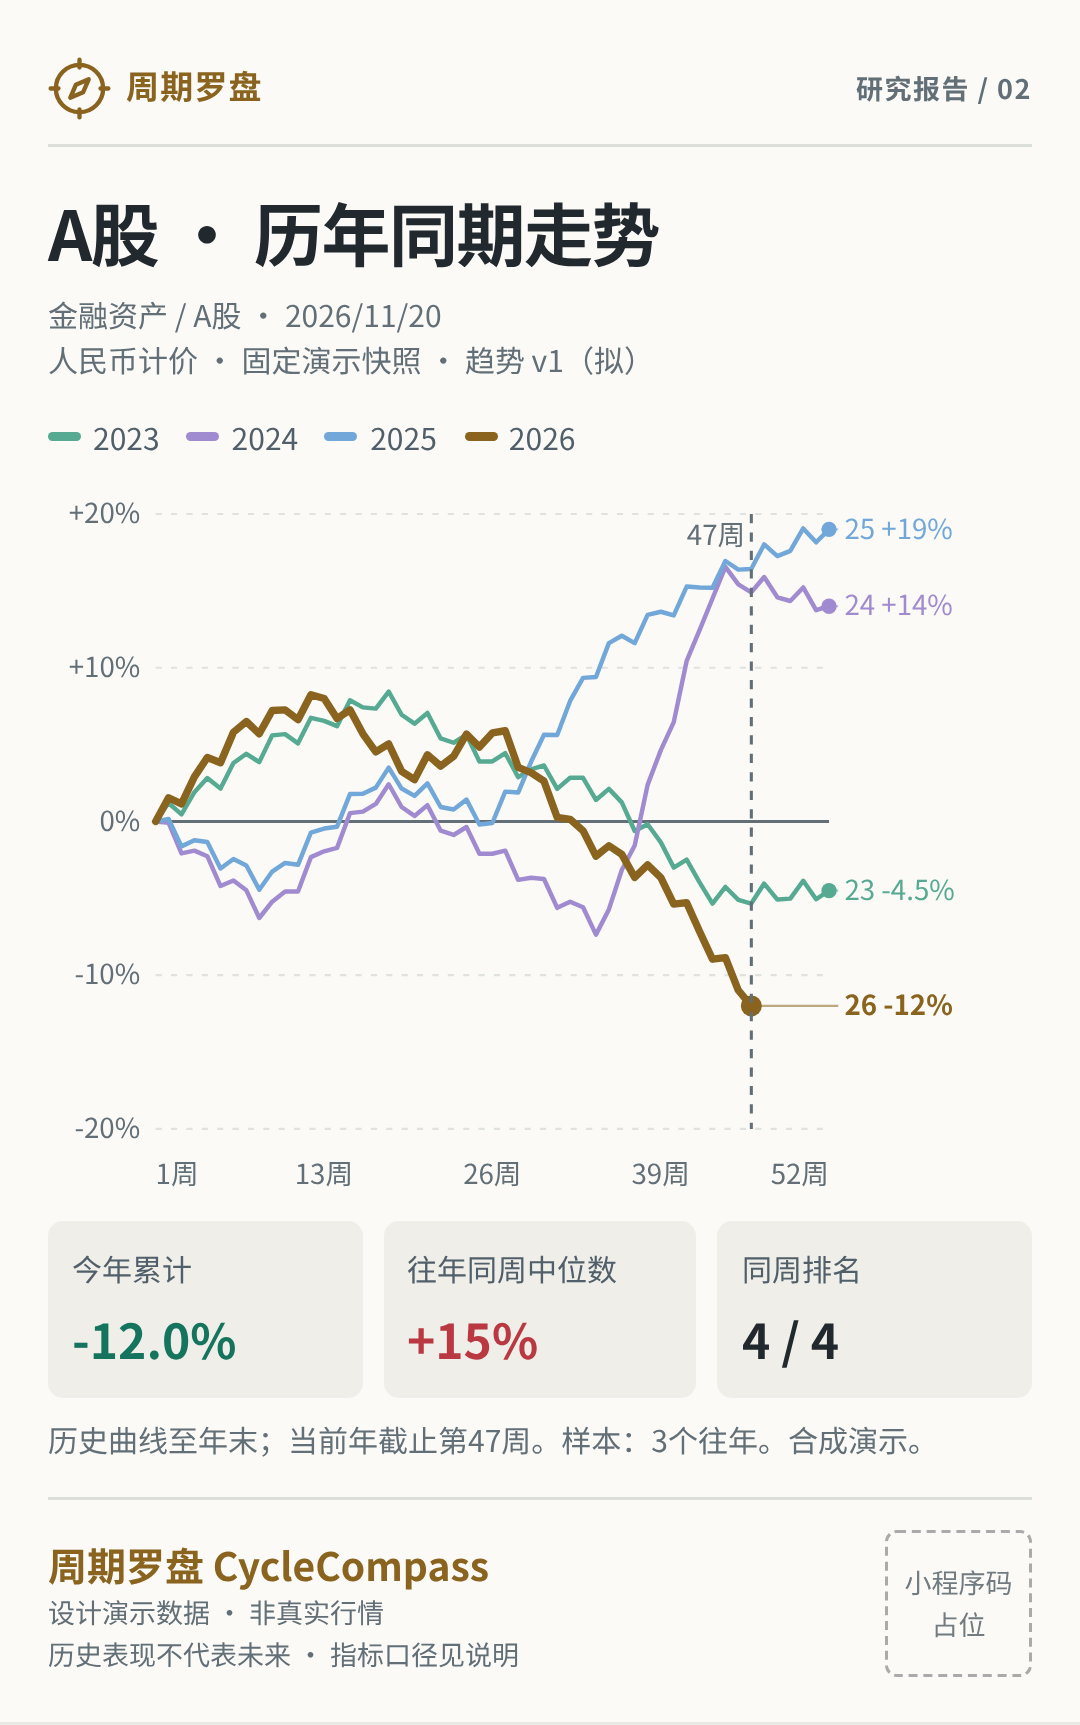 周期罗盘
研究报告 / 02
A股 · 历年同期走势
金融资产 / A股 · 2026/11/20
人民币计价 · 固定演示快照 · 趋势 v1（拟）
2023 2024 2025 2026
+20%
47周
25 +19%
24 +14%
+10%
0%
23 -4.5%
-10%
26 -12%
-20%
1周 13周 26周 39周 52周
今年累计
-12.0%
往年同周中位数
+15%
同周排名
4 / 4
历史曲线至年末；当前年截止第47周。样本：3个往年。合成演示。
周期罗盘 CycleCompass
设计演示数据 · 非真实行情
历史表现不代表未来 · 指标口径见说明
小程序码
占位